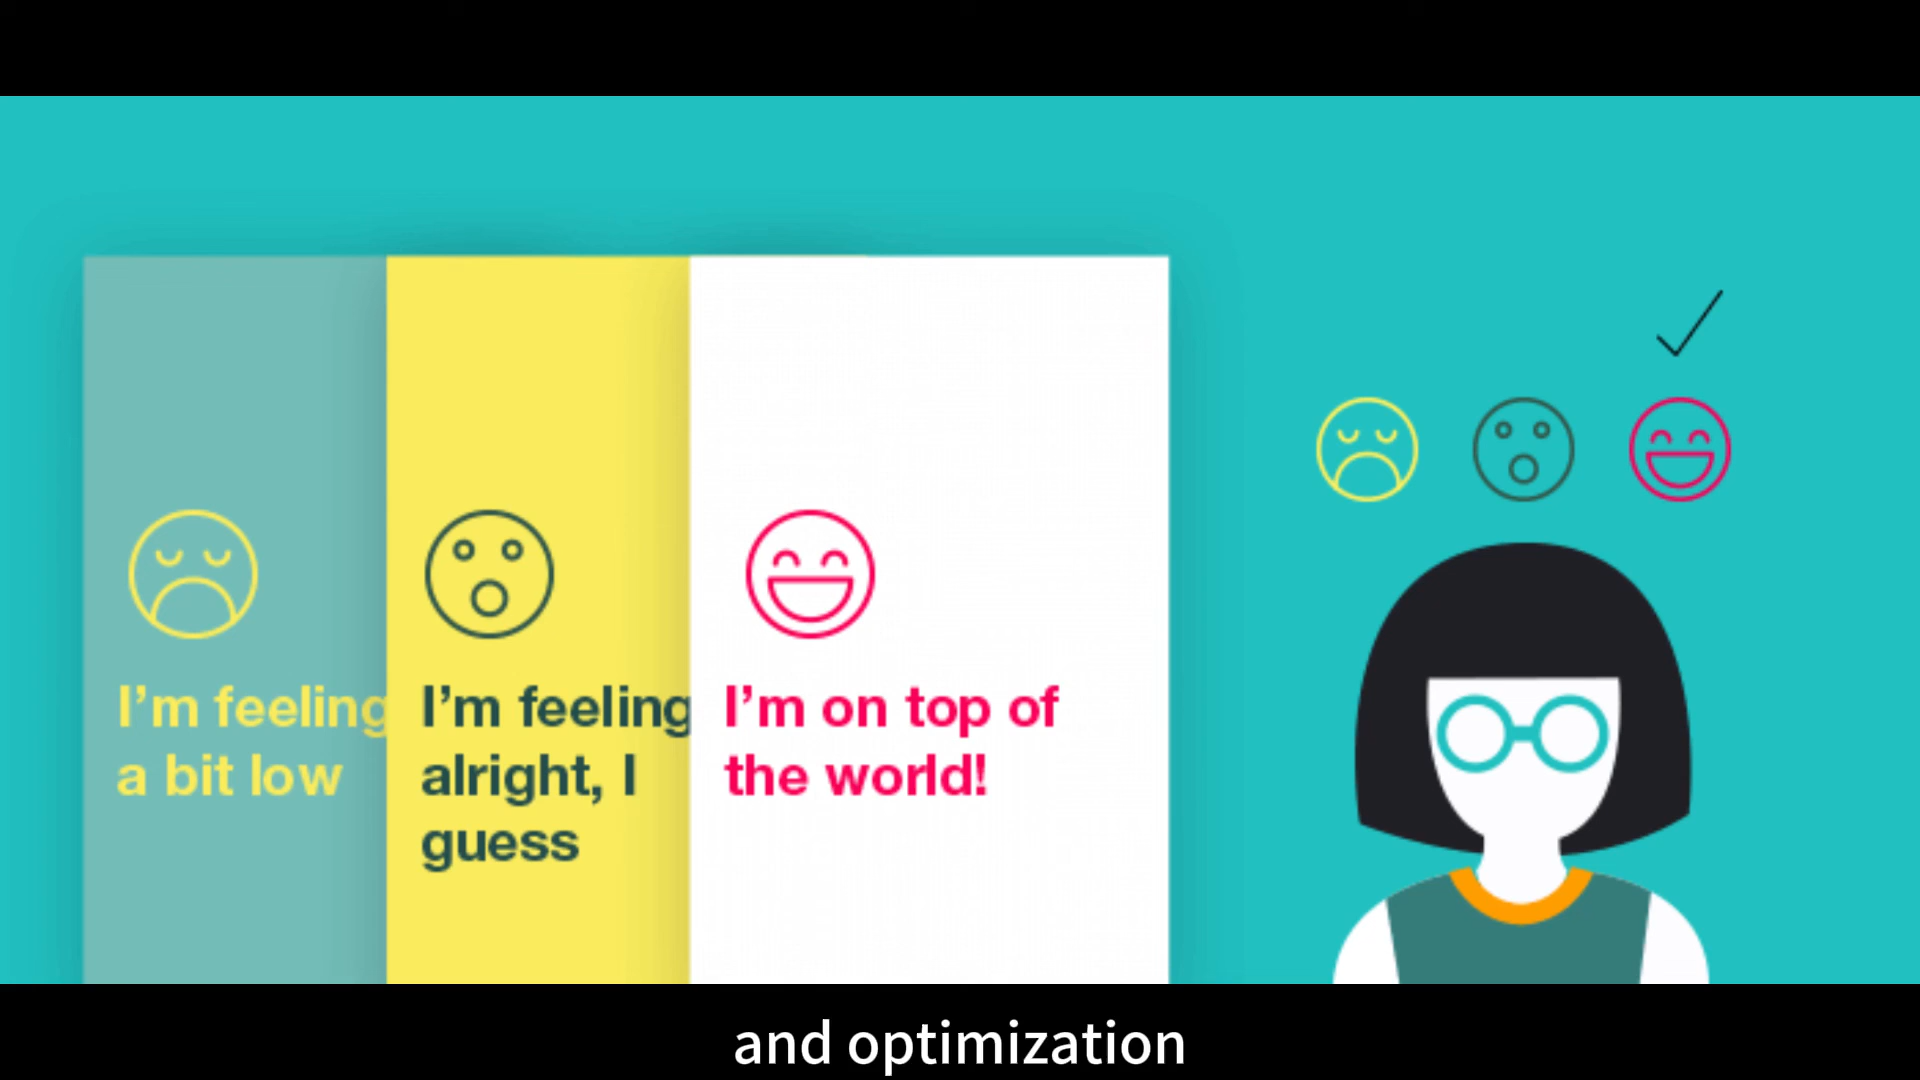 I’m feeling
a bit low
I’m feeling
alright, I
guess
I’m on top of
the world!
and optimization